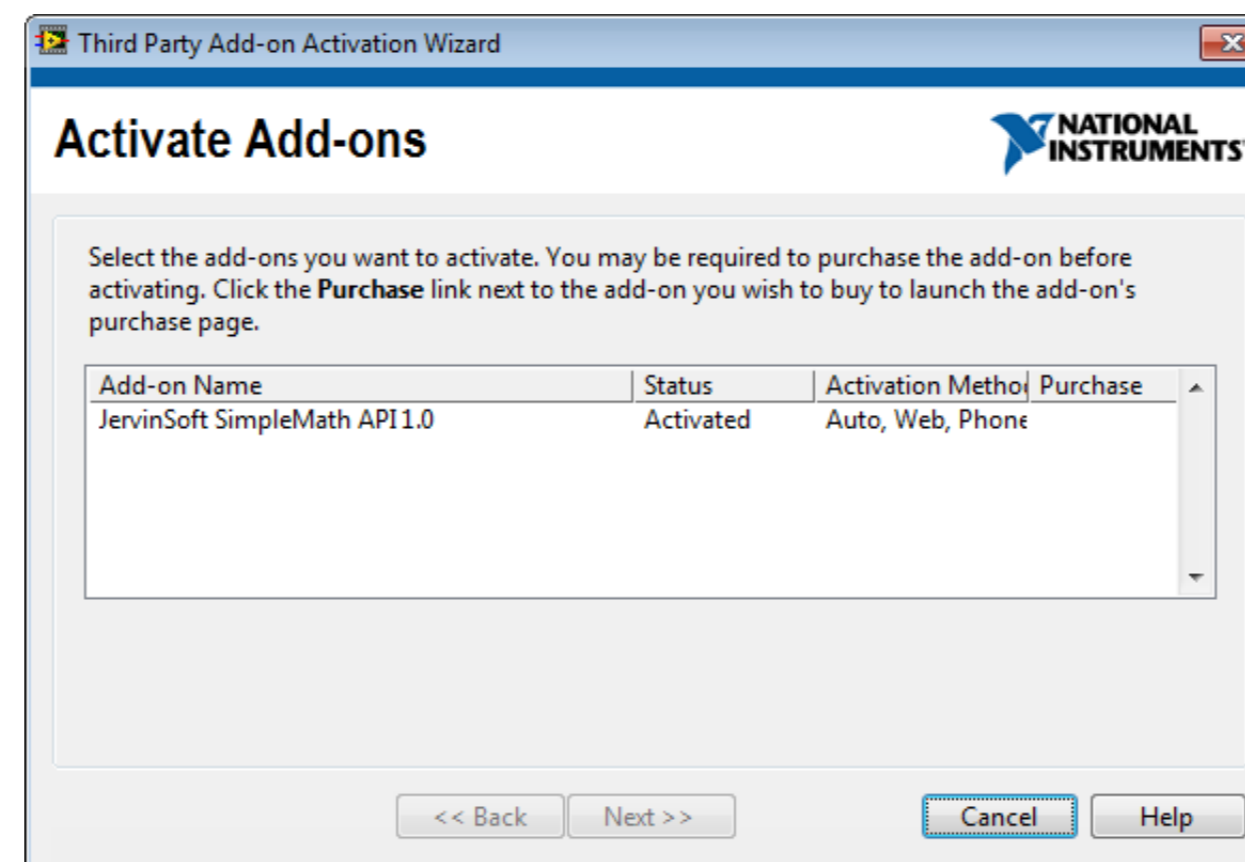 Third Party Add-on Activation Wizard
Activate Add-ons
NATIONAL
INSTRUMENTS
Select the add-ons you want to activate. You may be required to purchase the add-on before
activating. Click the Purchase link next to the add-on you wish to buy to launch the add-on's
purchase page.
Add-on Name Status Activation Method Purchase
JervinSoft SimpleMath API 1.0 Activated Auto, Web, Phone
<< Back Next >> Cancel Help